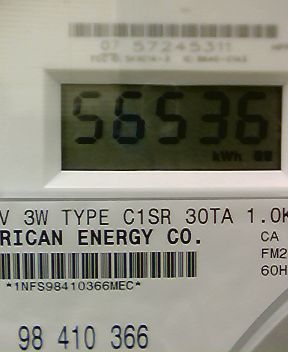 07 57245311
56536
kWh
V 3W TYPE C1SR 30TA 1.0K
RICAN ENERGY CO.
CA
FM2
60H
*1NFS98410366MEC*
98 410 366